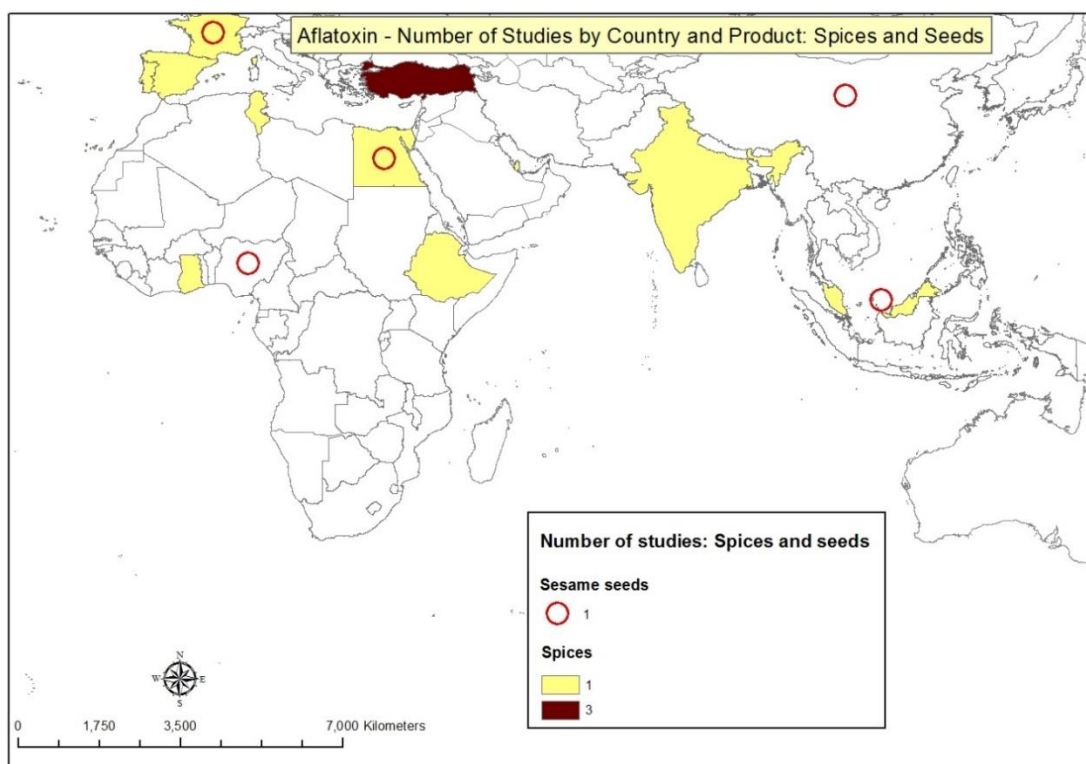 Aflatoxin - Number of Studies by Country and Product: Spices and Seeds
Number of studies: Spices and seeds
Sesame seeds
1
Spices
1
3
N
W E
S
0 1,750 3,500 7,000 Kilometers